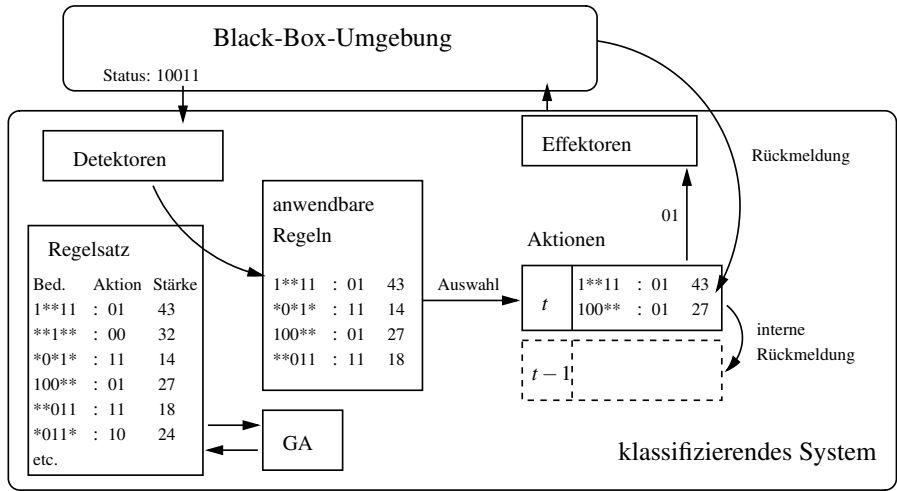 Black-Box-Umgebung
Status: 10011
Detektoren
Effektoren
Rückmeldung
anwendbare
Regeln
1**11 : 01 43
*0*1* : 11 14
100** : 01 27
**011 : 11 18
Regelsatz
Bed. Aktion Stärke
1**11 : 01 43
**1** : 00 32
*0*1* : 11 14
100** : 01 27
**011 : 11 18
*011* : 10 24
etc.
GA
Auswahl
01
Aktionen
t
1**11 : 01 43
100** : 01 27
t − 1
interne
Rückmeldung
klassifizierendes System